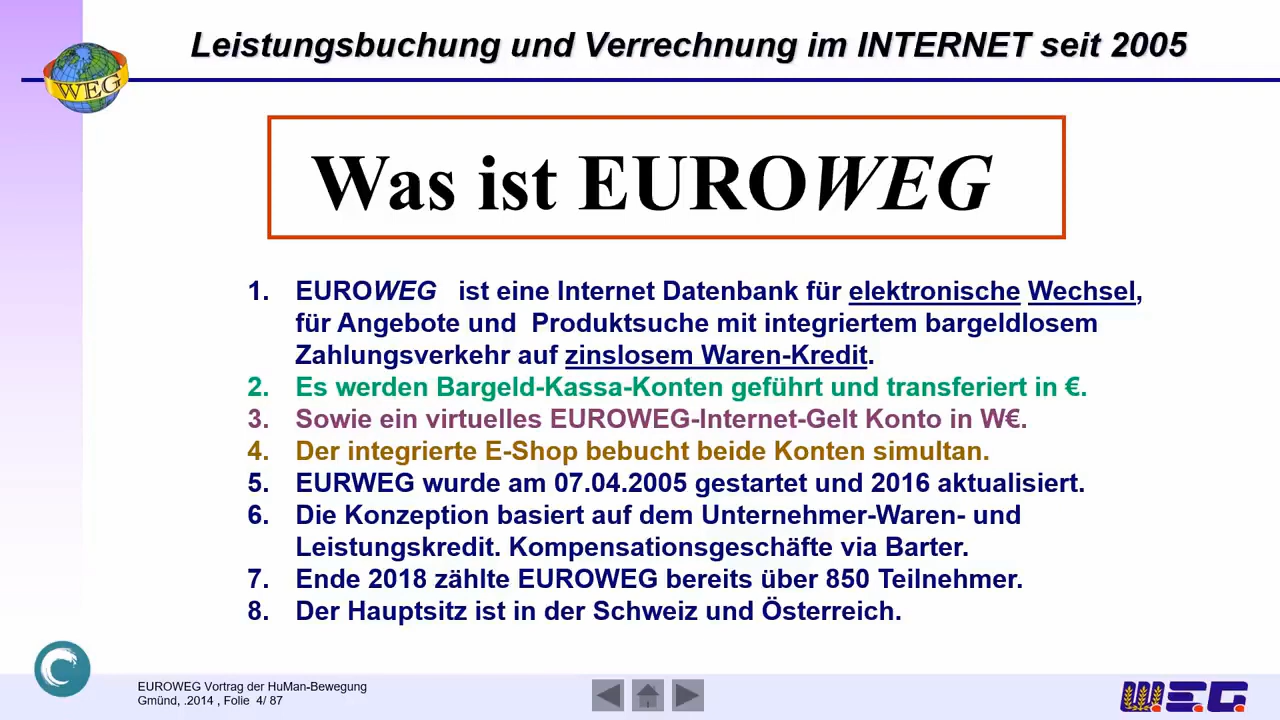 Leistungsbuchung und Verrechnung im INTERNET seit 2005
WEG
Was ist EUROWEG
1. EUROWEG ist eine Internet Datenbank für elektronische Wechsel,
für Angebote und Produktsuche mit integriertem bargeldlosem
Zahlungsverkehr auf zinslosem Waren-Kredit.
2. Es werden Bargeld-Kassa-Konten geführt und transferiert in €.
3. Sowie ein virtuelles EUROWEG-Internet-Gelt Konto in W€.
4. Der integrierte E-Shop bebucht beide Konten simultan.
5. EURWEG wurde am 07.04.2005 gestartet und 2016 aktualisiert.
6. Die Konzeption basiert auf dem Unternehmer-Waren- und
Leistungskredit. Kompensationsgeschäfte via Barter.
7. Ende 2018 zählte EUROWEG bereits über 850 Teilnehmer.
8. Der Hauptsitz ist in der Schweiz und Österreich.
EUROWEG Vortrag der HuMan-Bewegung
Gmünd, .2014 , Folie 4/ 87
W.E.G.